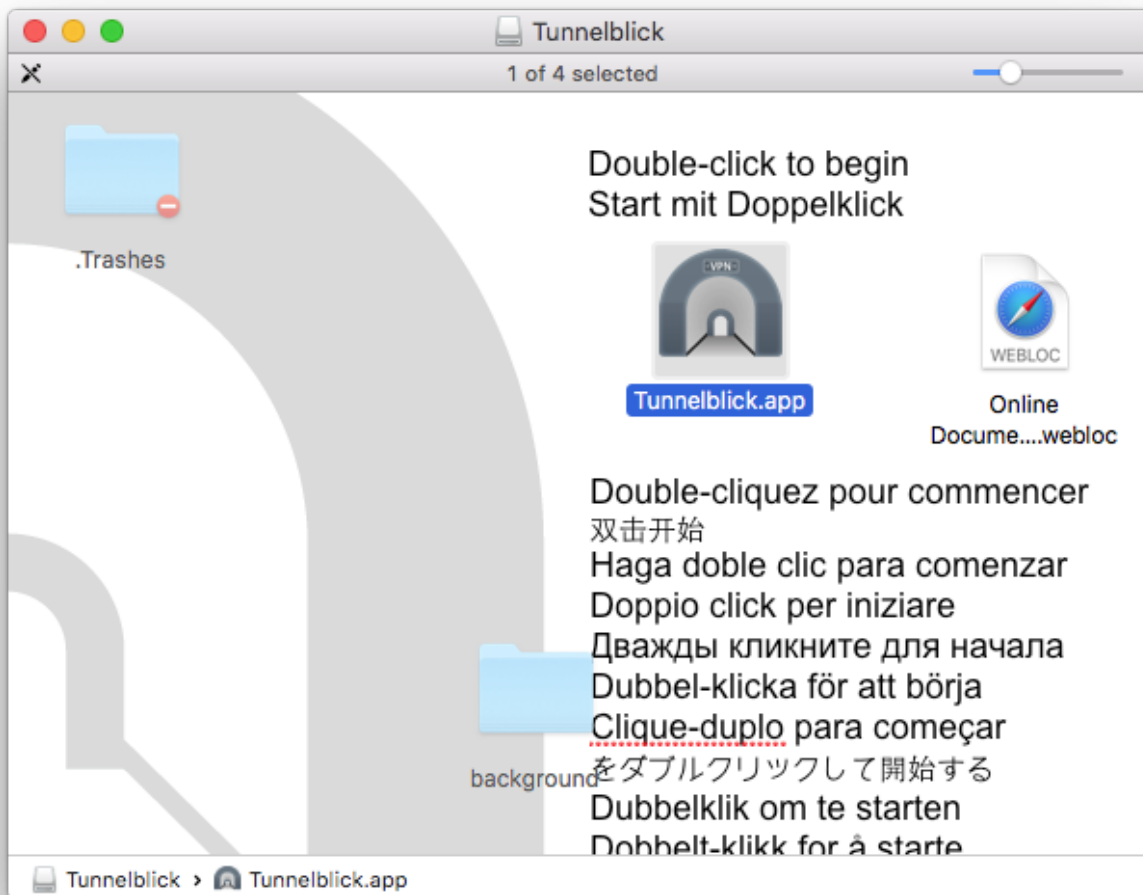 Tunnelblick
1 of 4 selected
.Trashes
Double-click to begin
Start mit Doppelklick
VPN
Tunnelblick.app
WEBLOC
Online
Docume....webloc
Double-cliquez pour commencer
双击开始
Haga doble clic para comenzar
Doppio click per iniziare
Дважды кликните для начала
Dubbel-klicka för att börja
Clique-duplo para começar
をダブルクリックして開始する
background
Dubbelklik om te starten
Dobbelt-klikk for å starte
Tunnelblick › Tunnelblick.app